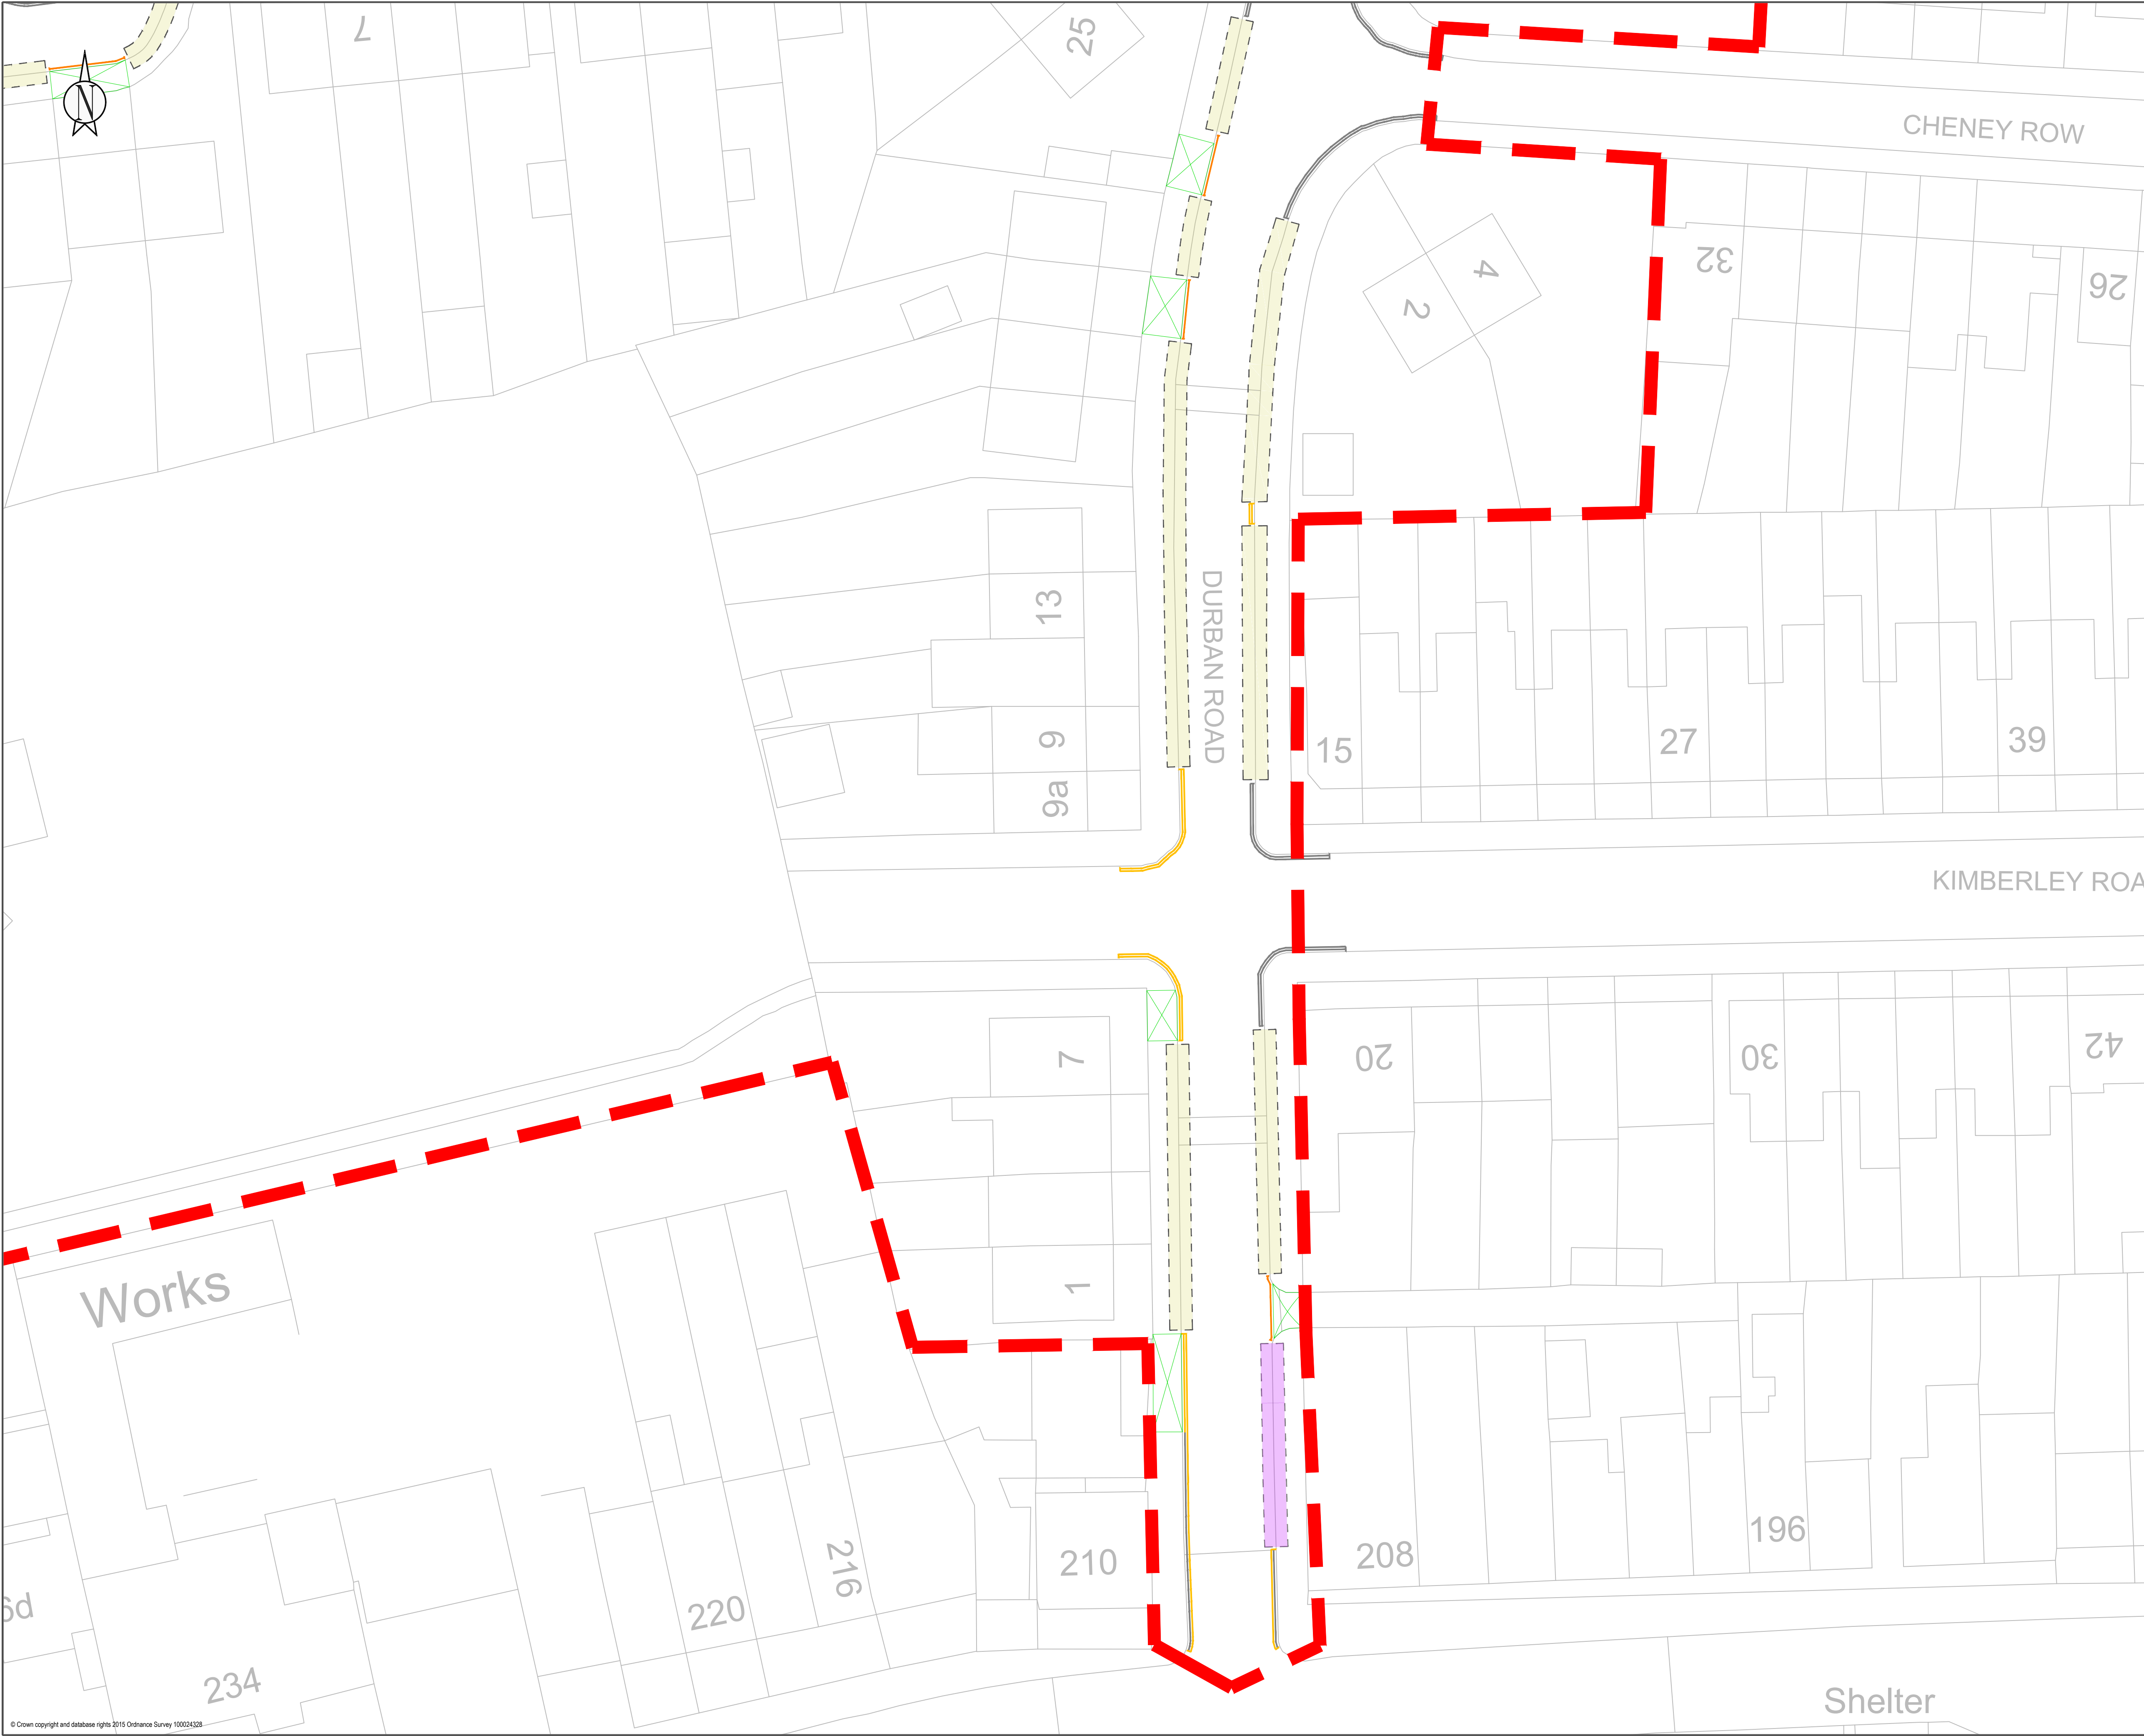 7
25
N
CHENEY ROW
32
26
4
2
13
DURBAN ROAD
9
15
27
39
9a
KIMBERLEY ROA
7
20
30
42
1
Works
216
210
208
196
220
6d
234
Shelter
© Crown copyright and database rights 2015 Ordnance Survey 100024328